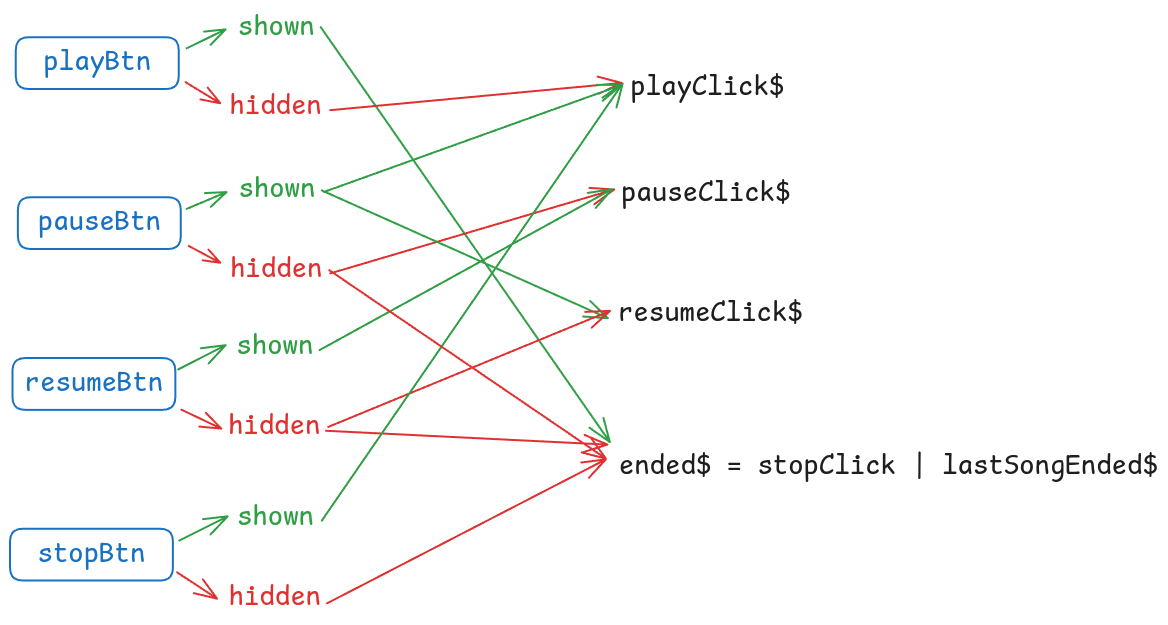 shown
playBtn
hidden
playClick$
shown
pauseBtn
hidden
pauseClick$
resumeClick$
shown
resumeBtn
hidden
ended$ = stopClick | lastSongEnded$
shown
stopBtn
hidden